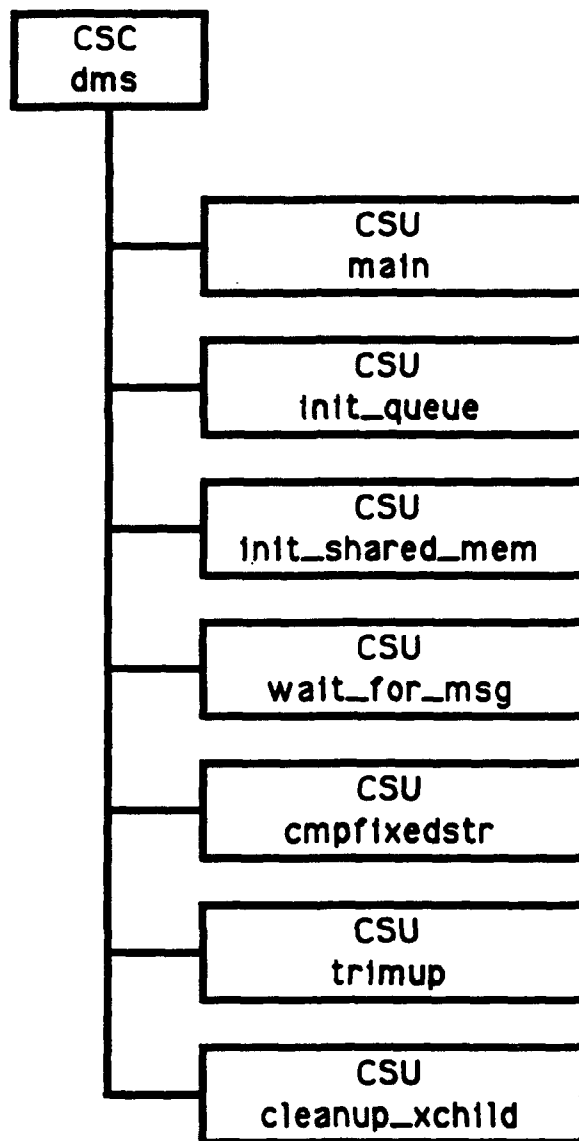 CSC
dms
CSU
main
CSU
init_queue
CSU
init_shared_mem
CSU
wait_for_msg
CSU
cmpfixedstr
CSU
trimup
CSU
cleanup_xchild